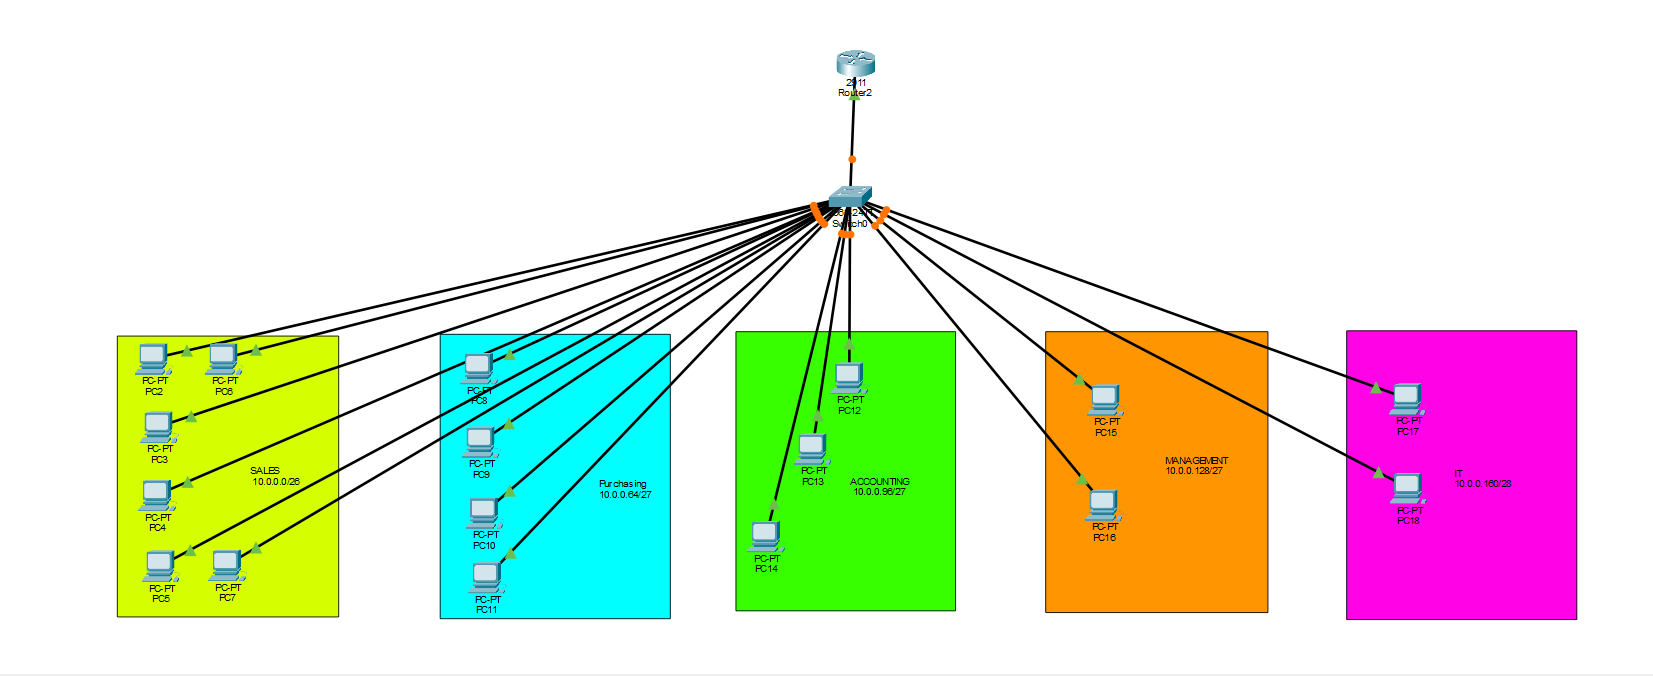 2911
Router2
Switch0
PC-PT
PC2
PC-PT
PC6
PC-PT
PC3
SALES
10.0.0.0/26
PC-PT
PC4
PC-PT
PC5
PC-PT
PC7
PC-PT
PC8
PC-PT
PC9
Purchasing
10.0.0.64/27
PC-PT
PC10
PC-PT
PC11
PC-PT
PC12
PC-PT
PC13
ACCOUNTING
10.0.0.96/27
PC-PT
PC14
PC-PT
PC15
MANAGEMENT
10.0.0.128/27
PC-PT
PC16
PC-PT
PC17
IT
10.0.0.160/28
PC-PT
PC18